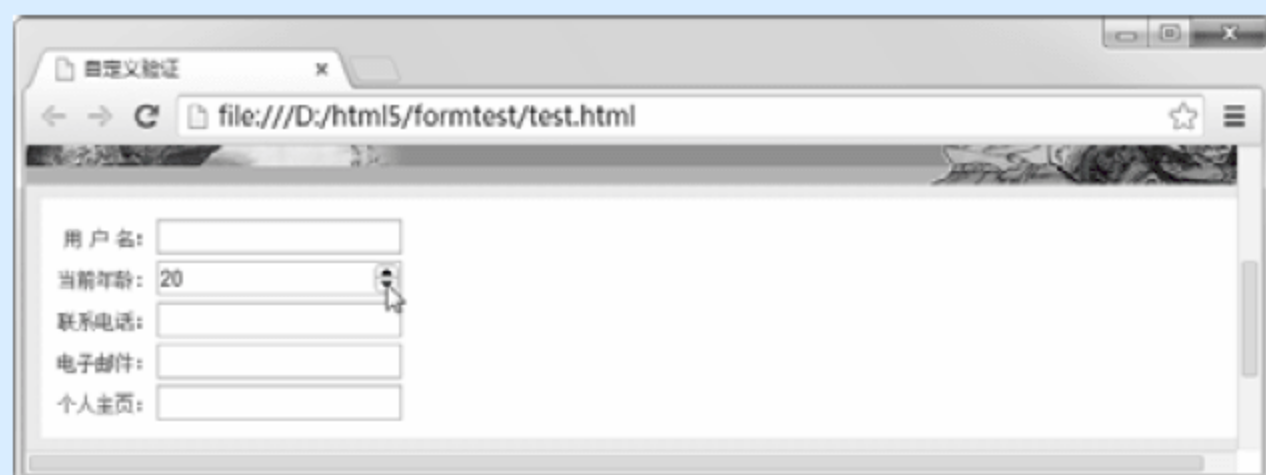 自定义验证
file:///D:/html5/formtest/test.html
用 户 名:
当前年龄: 20
联系电话:
电子邮件:
个人主页: